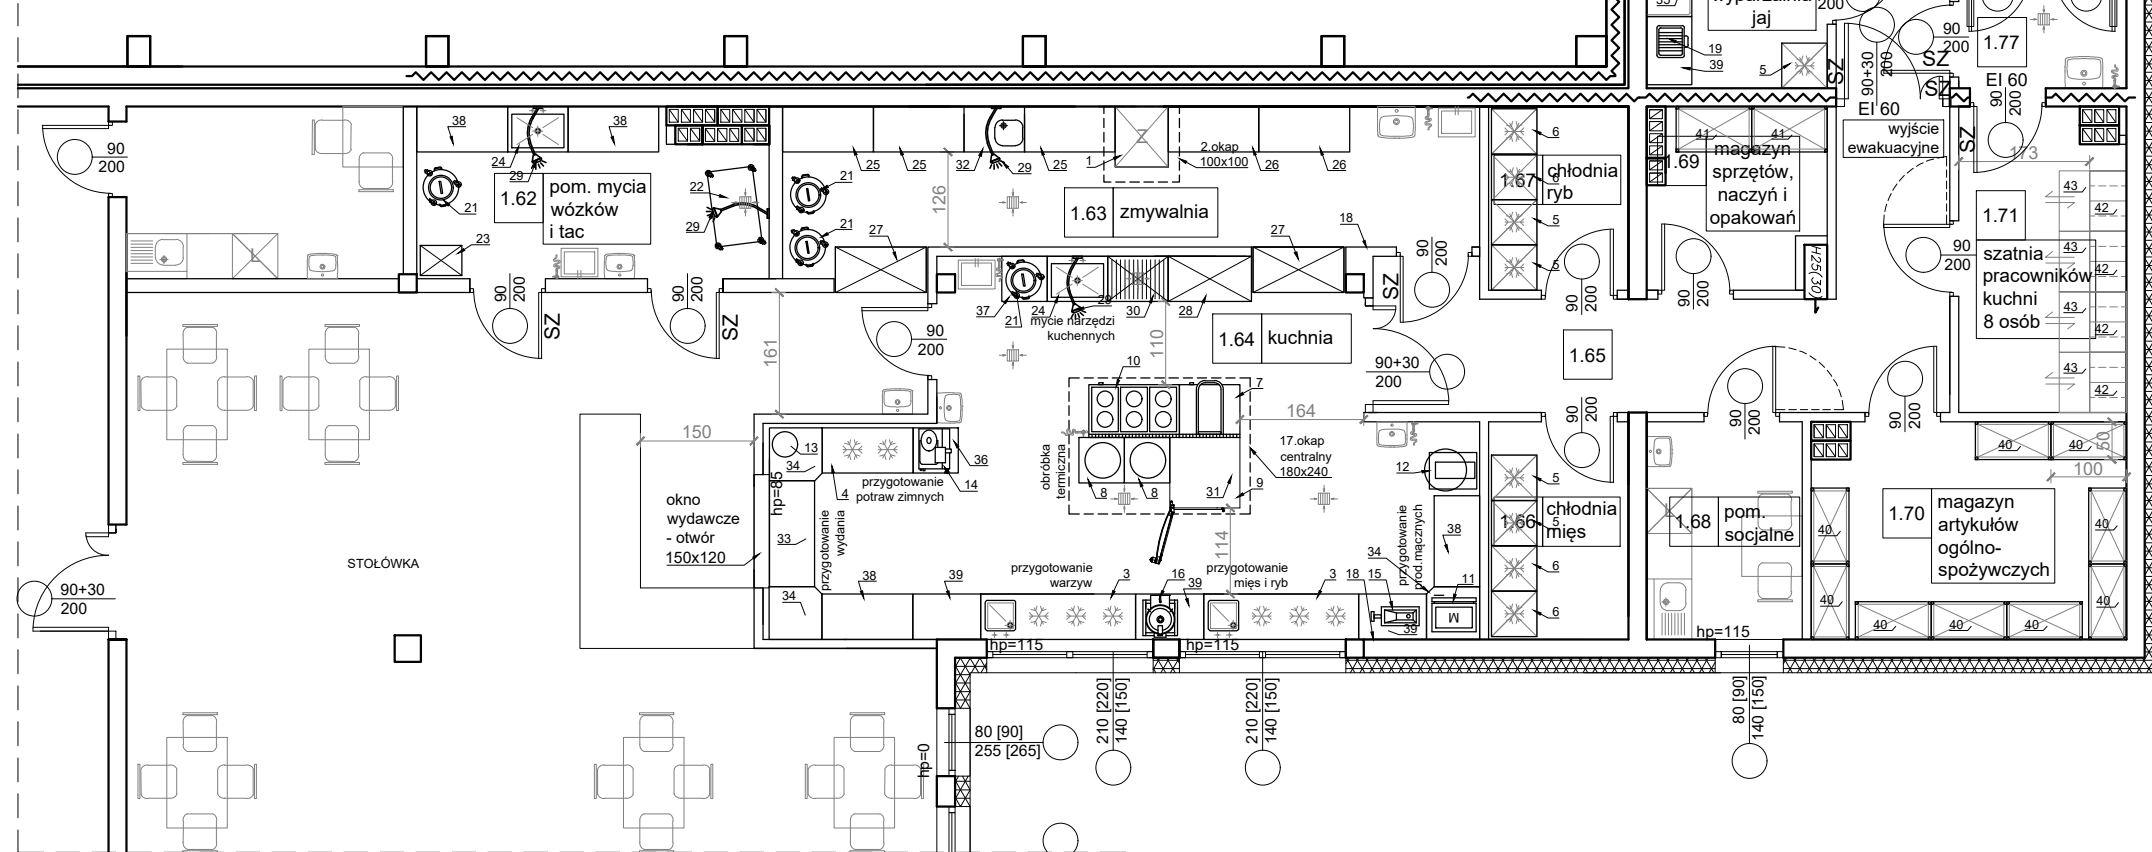 wyparzalnia
jaj
200
35
19
39
5
SZ
90+30
200
90
200
SZ
1.77
EI 60
SZ
90
200
EI 60
wyjście
ewakuacyjne
SZ
173
90
200
38
24
29
38
21
1.62
pom. mycia
wózków
i tac
22
29
23
21
21
25
25
32
29
25
1
2.okap
100x100
26
26
126
1.63
zmywalnia
18
27
27
6
6
1.67
chłodnia
ryb
5
5
41
41
1.69
magazyn
sprzętów,
naczyń i
opakowań
H25(30)
1.71
szatnia
pracowników
kuchni
8 osób
43
42
43
42
43
42
43
42
90
200
90
200
SZ
90
200
SZ
161
90
200
37
21
24
29
mycie narzędzi
kuchennych
30
28
110
1.64
kuchnia
SZ
90
200
90+30
200
90
200
1.65
90
200
90
200
90
200
90
200
90
200
150
13
34
4
przygotowanie
potraw zimnych
36
14
hp=85
33
34
przygotowanie
wydania
okno
wydawcze
- otwór
150x120
STOŁÓWKA
90+30
200
10
7
obróbka
termiczna
8
8
31
9
164
17.okap
centralny
180x240
114
12
38
przygotowanie
prod.mącznych
34
11
M
38
39
przygotowanie
warzyw
3
16
39
przygotowanie
mięs i ryb
3
18
15
39
5
1.66
chłodnia
mięs
5
6
6
1.68
pom.
socjalne
40
40
50
100
40
40
1.70
magazyn
artykułów
ogólno-
spożywczych
40
40
40
40
40
hp=115
hp=115
hp=115
210 [220]
140 [150]
210 [220]
140 [150]
80 [90]
140 [150]
80 [90]
255 [265]
hp=0